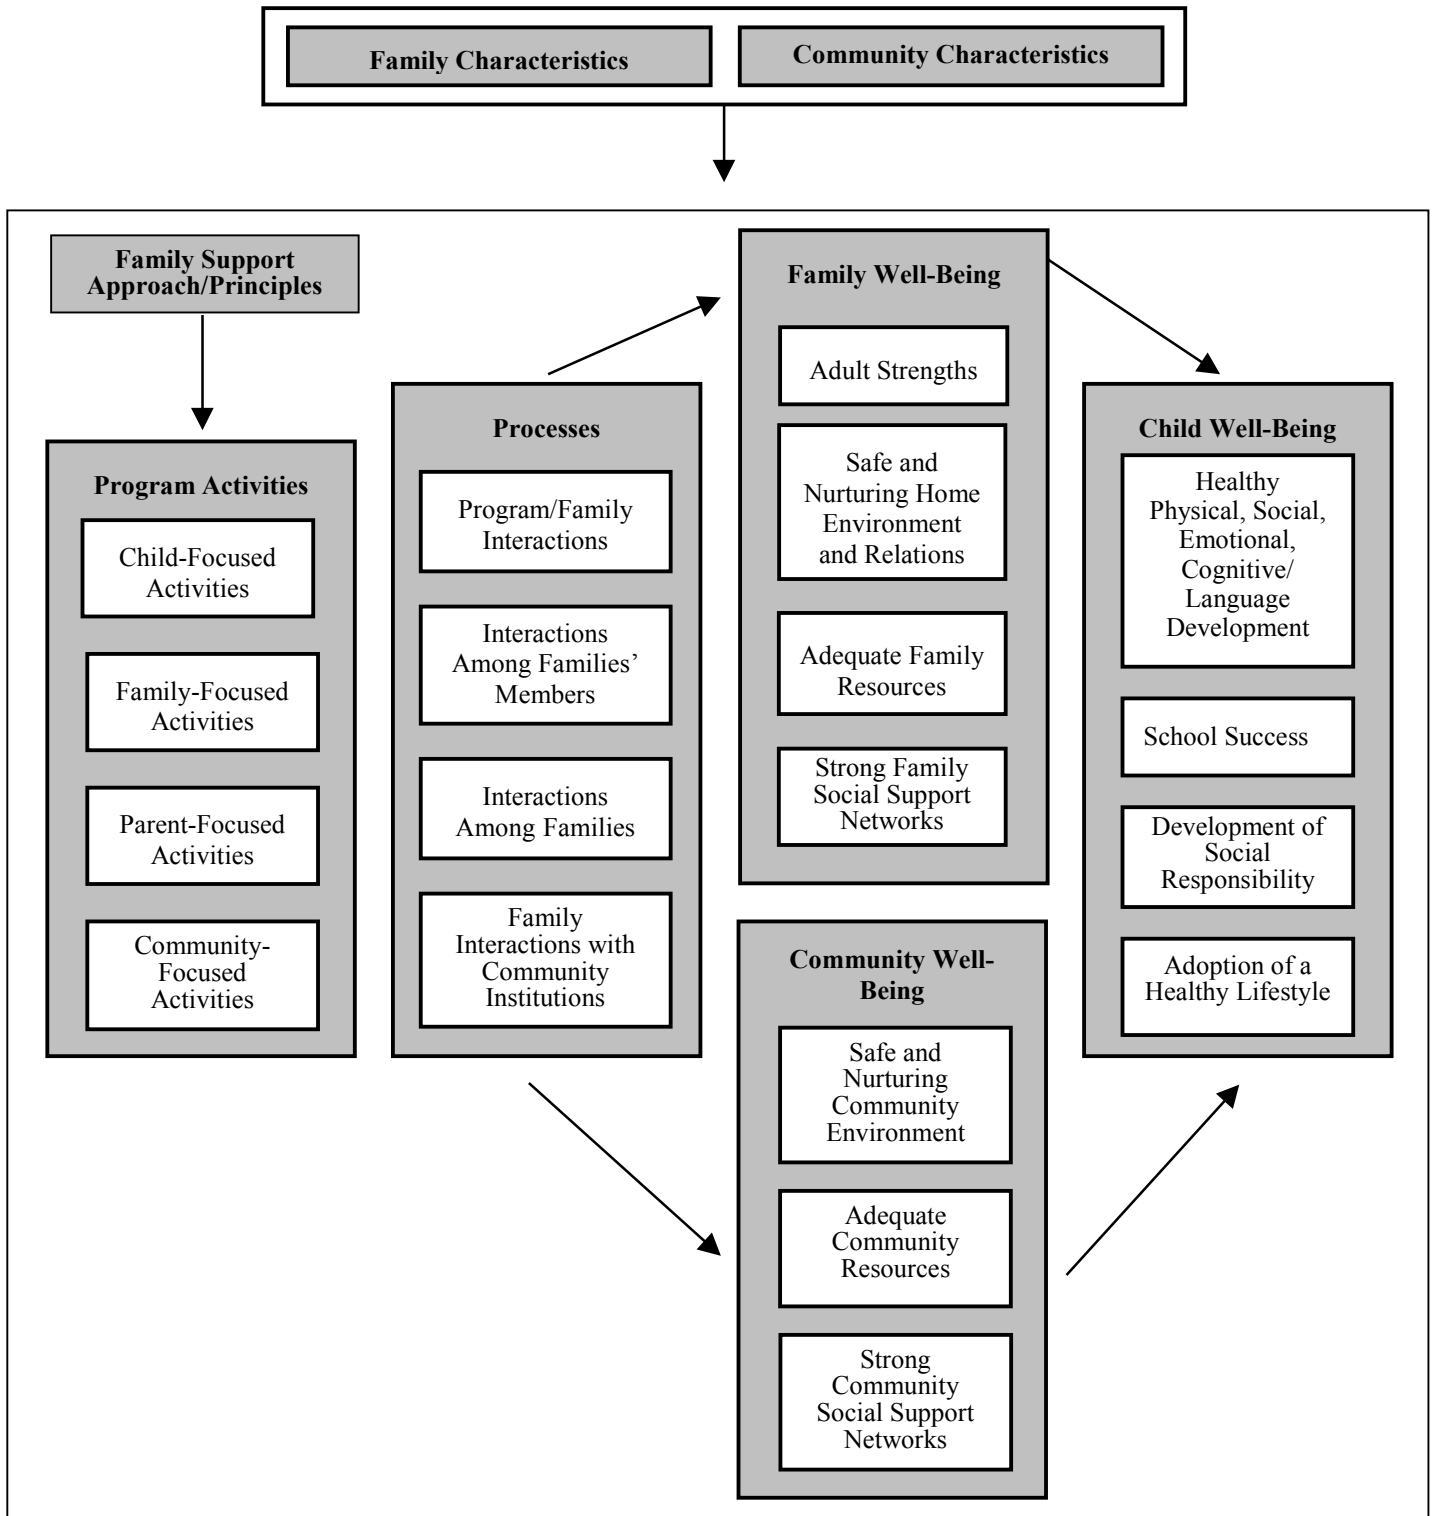 Family Characteristics
Community Characteristics
Family Support
Approach/Principles
Program Activities
Child-Focused
Activities
Family-Focused
Activities
Parent-Focused
Activities
Community-
Focused
Activities
Processes
Program/Family
Interactions
Interactions
Among Families’
Members
Interactions
Among Families
Family
Interactions with
Community
Institutions
Family Well-Being
Adult Strengths
Safe and
Nurturing Home
Environment
and Relations
Adequate Family
Resources
Strong Family
Social Support
Networks
Community Well-
Being
Safe and
Nurturing
Community
Environment
Adequate
Community
Resources
Strong
Community
Social Support
Networks
Child Well-Being
Healthy
Physical, Social,
Emotional,
Cognitive/
Language
Development
School Success
Development of
Social
Responsibility
Adoption of a
Healthy Lifestyle